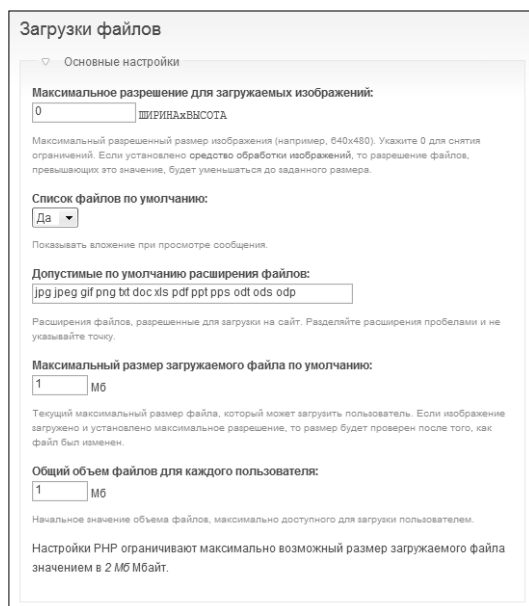 Загрузки файлов
Основные настройки
Максимальное разрешение для загружаемых изображений:
0 ШИРИНАxВЫСОТА
Максимальный разрешенный размер изображения (например, 640x480). Укажите 0 для снятия
ограничений. Если установлено средство обработки изображений, то разрешение файлов,
превышающих это значение, будет уменьшаться до заданного размера.
Список файлов по умолчанию:
Да
Показывать вложение при просмотре сообщения.
Допустимые по умолчанию расширения файлов:
jpg jpeg gif png txt doc xls pdf ppt pps odt ods odp
Расширения файлов, разрешенные для загрузки на сайт. Разделяйте расширения пробелами и не
указывайте точку.
Максимальный размер загружаемого файла по умолчанию:
1 Мб
Текущий максимальный размер файла, который может загрузить пользователь. Если изображение
загружено и установлено максимальное разрешение, то размер будет проверен после того, как
файл был изменен.
Общий объем файлов для каждого пользователя:
1 Мб
Начальное значение объема файлов, максимально доступного для загрузки пользователем.
Настройки PHP ограничивают максимально возможный размер загружаемого файла
значением в 2 Мб Мбайт.